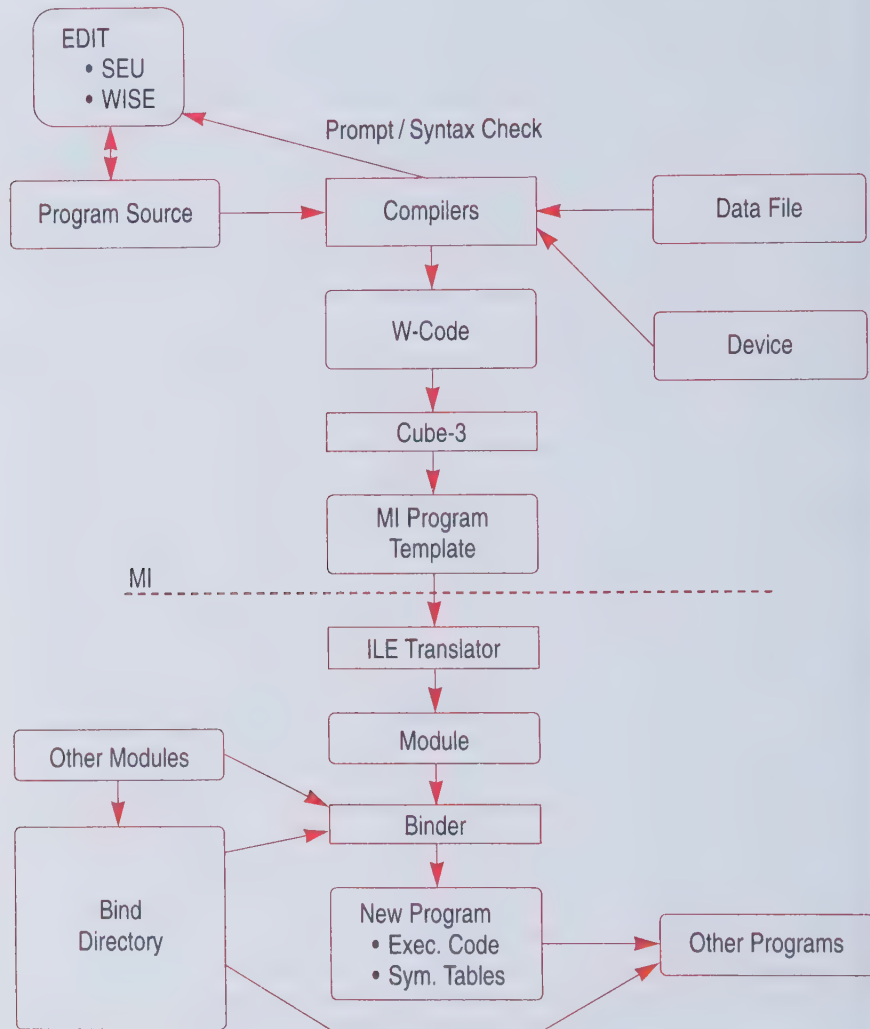 EDIT
• SEU
• WISE
Prompt / Syntax Check
Program Source
Compilers
Data File
W-Code
Device
Cube-3
MI Program
Template
MI
ILE Translator
Module
Other Modules
Binder
Bind
Directory
New Program
• Exec. Code
• Sym. Tables
Other Programs